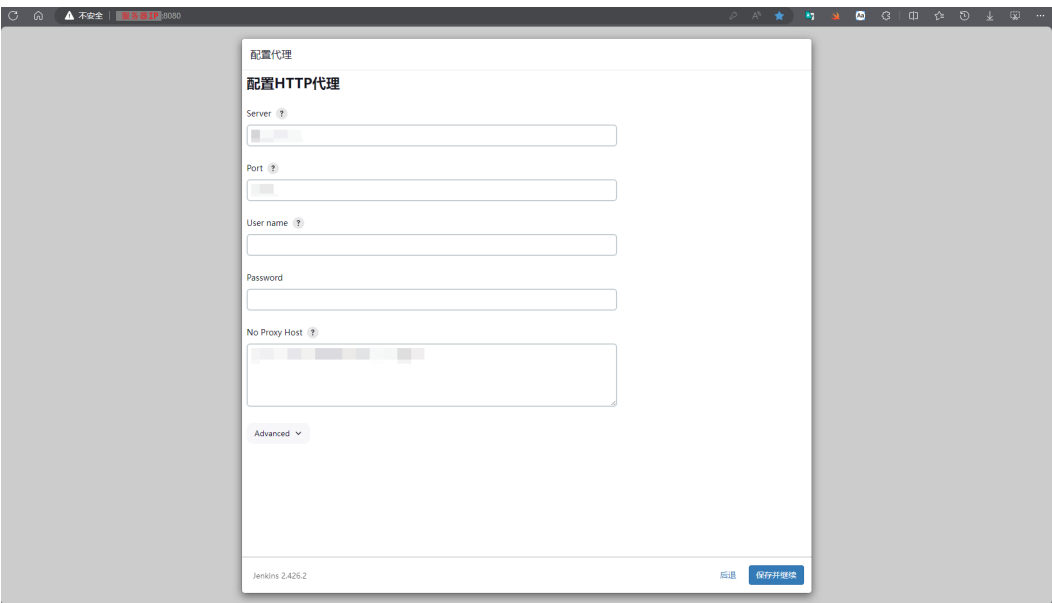 不安全
:8080
配置代理
配置HTTP代理
Server ?
Port ?
User name ?
Password
No Proxy Host ?
Advanced
Jenkins 2.426.2
后退
保存并继续